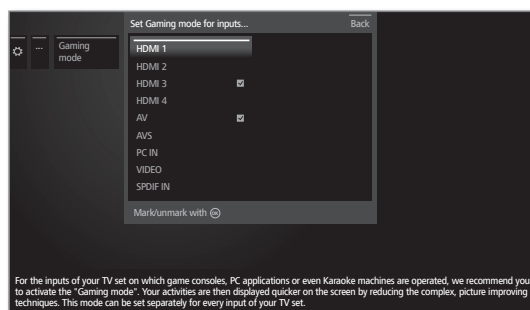 Set Gaming mode for inputs... Back
... Gaming
mode
HDMI 1
HDMI 2
HDMI 3
HDMI 4
AV
AVS
PC IN
VIDEO
SPDIF IN
Mark/unmark with OK
For the inputs of your TV set on which game consoles, PC applications or even Karaoke machines are operated, we recommend you
to activate the "Gaming mode". Your activities are then displayed quicker on the screen by reducing the complex, picture improving
techniques. This mode can be set separately for every input of your TV set.